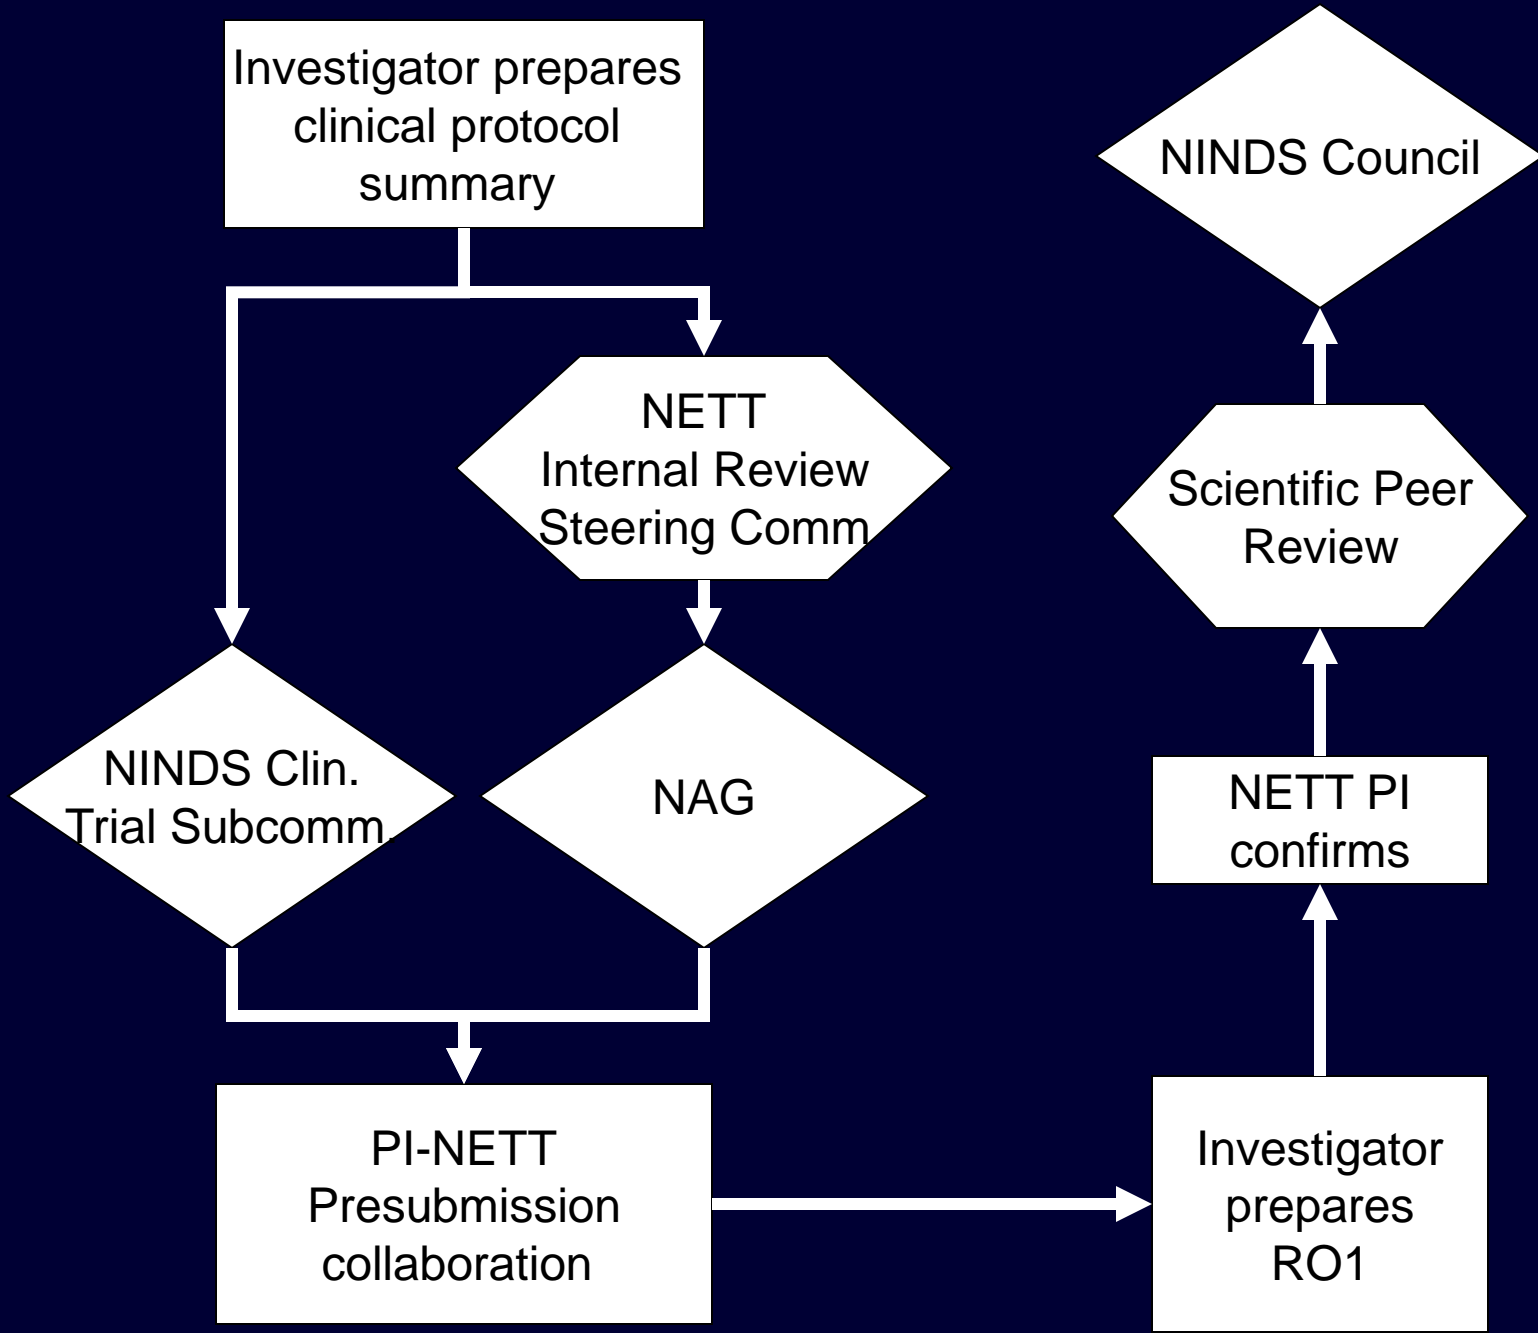 Investigator prepares
clinical protocol
summary
NETT
Internal Review
Steering Comm
NINDS Clin.
Trial Subcomm.
NAG
PI-NETT
Presubmission
collaboration
Investigator
prepares
RO1
NETT PI
confirms
Scientific Peer
Review
NINDS Council